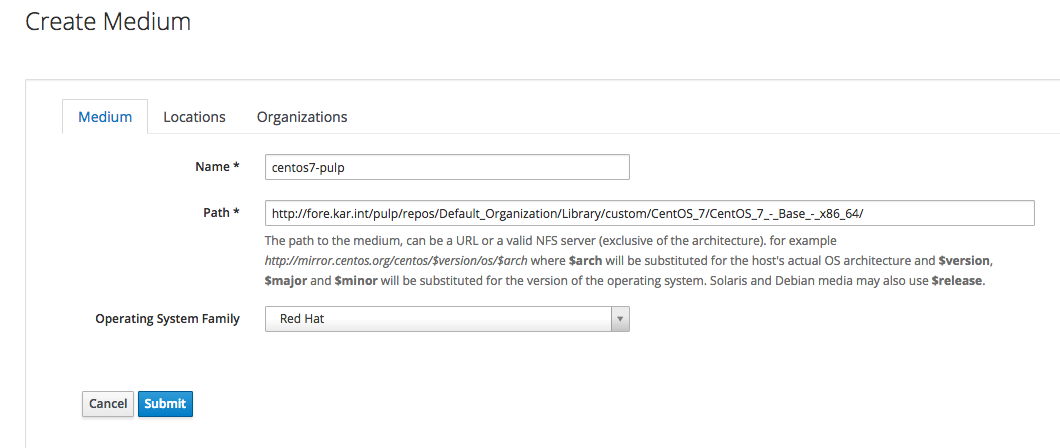 Create Medium
Medium Locations Organizations
Name * centos7-pulp
Path * http://fore.kar.int/pulp/repos/Default_Organization/Library/custom/CentOS_7/CentOS_7_-_Base_-_x86_64/
The path to the medium, can be a URL or a valid NFS server (exclusive of the architecture). for example
http://mirror.centos.org/centos/$version/os/$arch where $arch will be substituted for the host's actual OS architecture and $version,
$major and $minor will be substituted for the version of the operating system. Solaris and Debian media may also use $release.
Operating System Family Red Hat
Cancel Submit